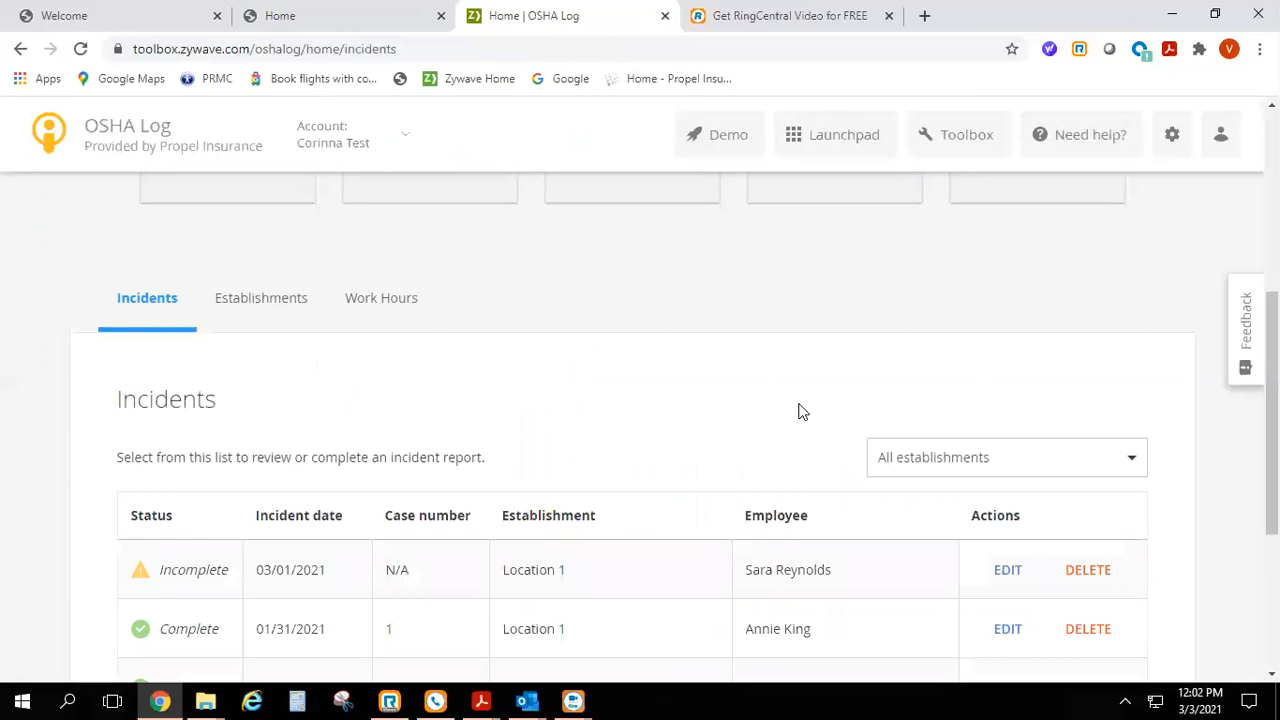 Welcome
Home
Home | OSHA Log
Get RingCentral Video for FREE
toolbox.zywave.com/oshalog/home/incidents
V
Apps
Google Maps
PRMC
Book flights with co...
Zywave Home
Google
Home - Propel Insu...
OSHA Log
Provided by Propel Insurance
Account:
Corinna Test
Demo
Launchpad
Toolbox
Need help?
Incidents
Establishments
Work Hours
Feedback
Incidents
Select from this list to review or complete an incident report.
All establishments
Status
Incident date
Case number
Establishment
Employee
Actions
Incomplete
03/01/2021
N/A
Location 1
Sara Reynolds
EDIT
DELETE
Complete
01/31/2021
1
Location 1
Annie King
EDIT
DELETE
12:02 PM
3/3/2021